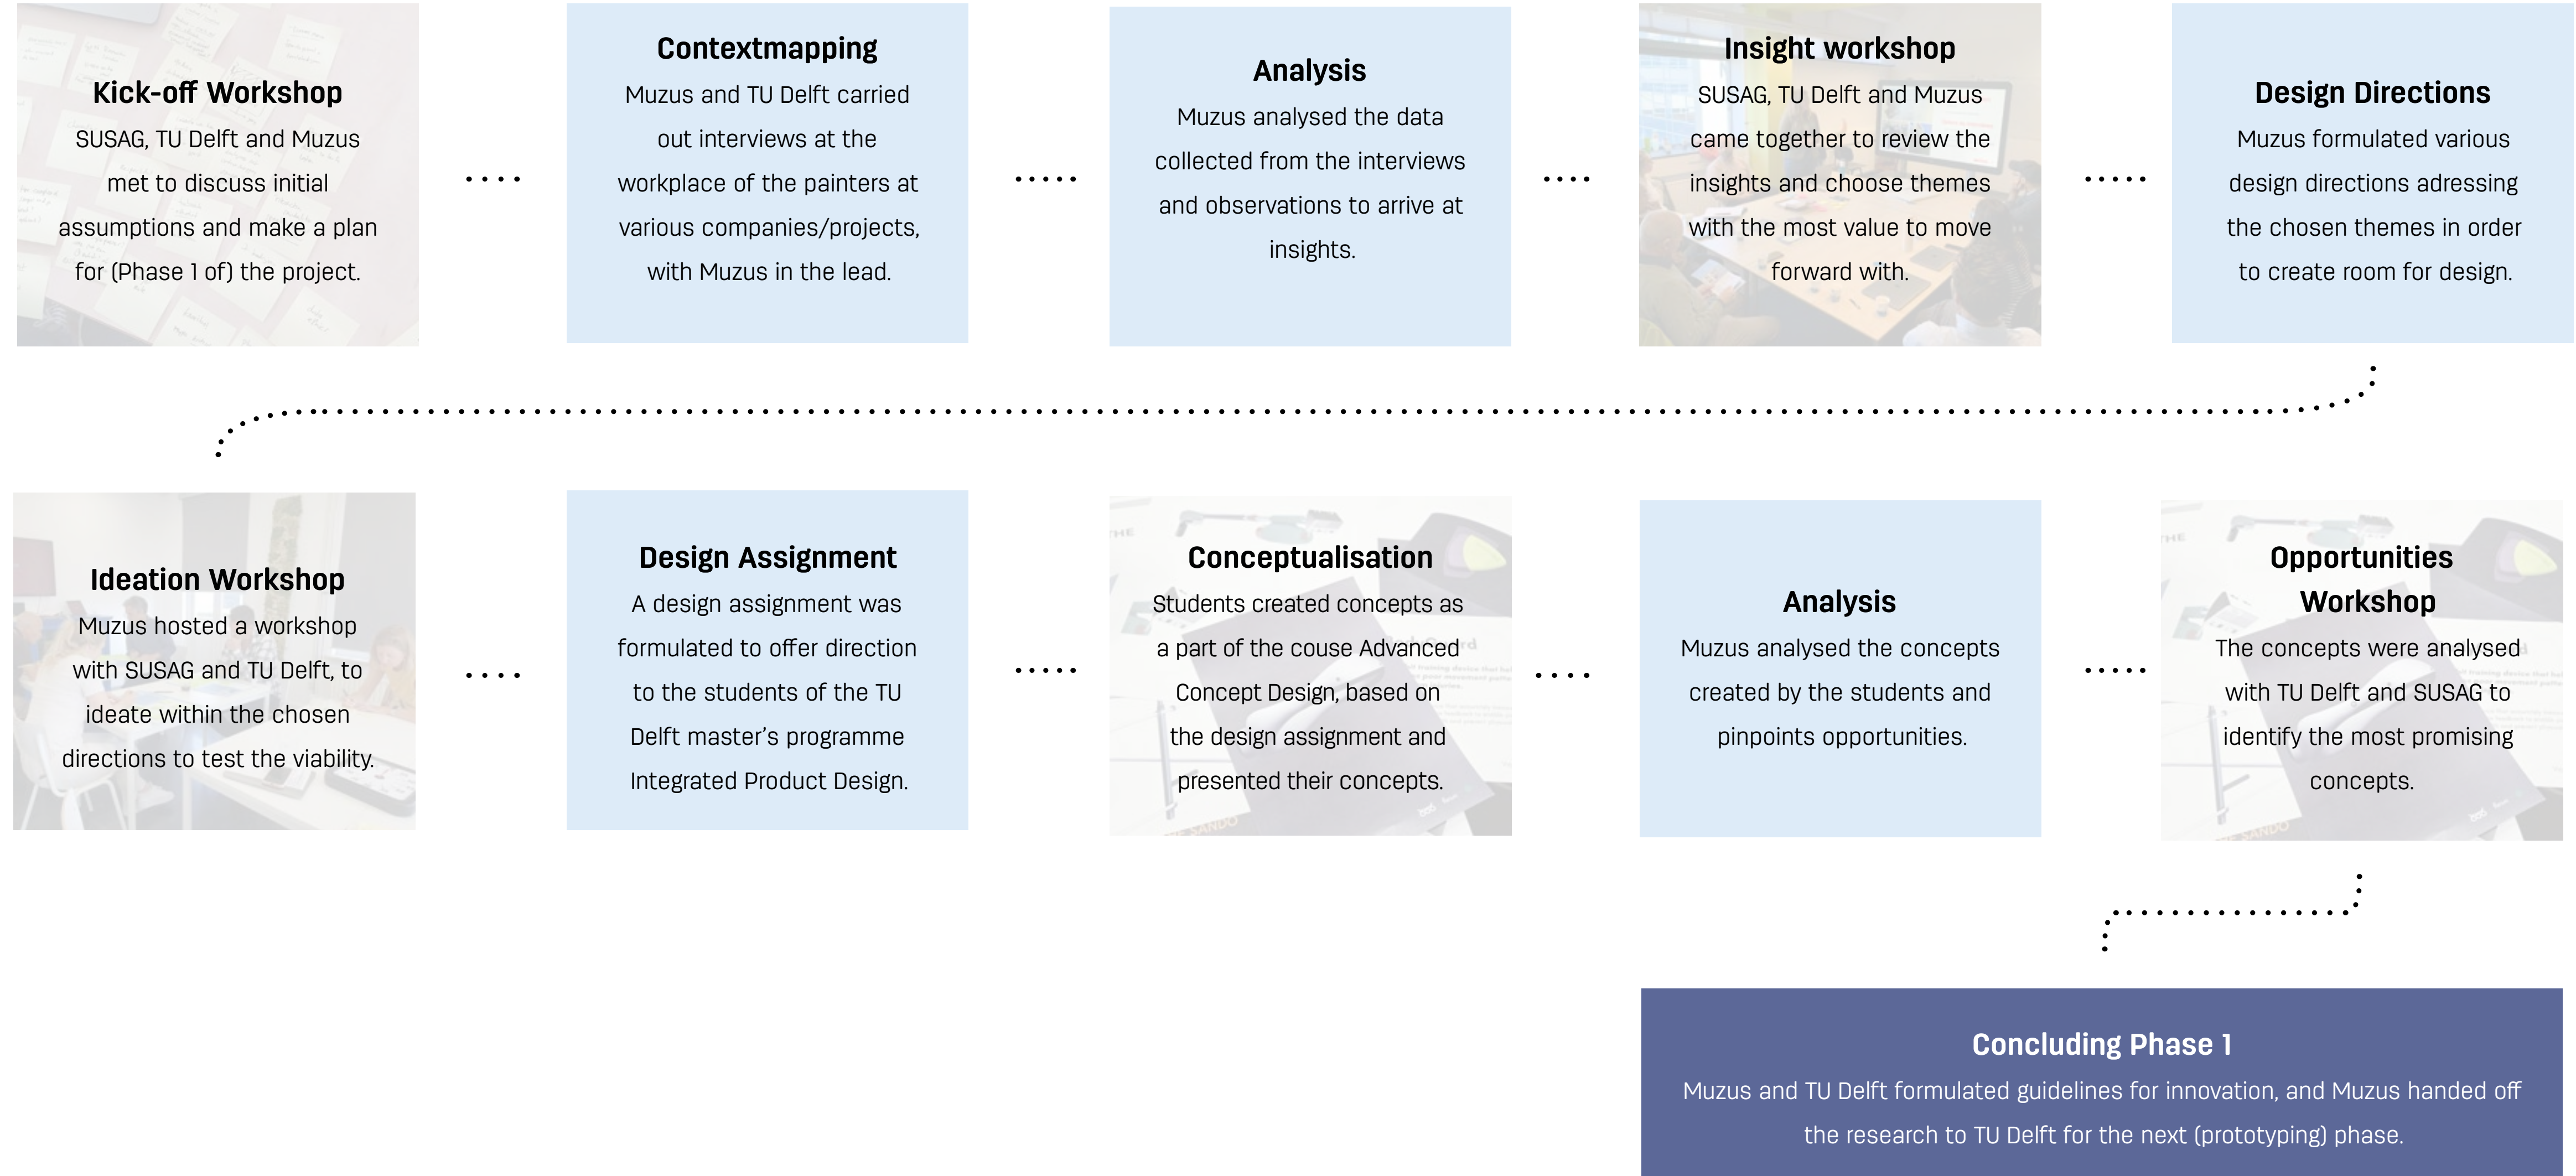 Kick-off Workshop
SUSAG, TU Delft and Muzus
met to discuss initial
assumptions and make a plan
for (Phase 1 of) the project.
Contextmapping
Muzus and TU Delft carried
out interviews at the
workplace of the painters at
various companies/projects,
with Muzus in the lead.
Analysis
Muzus analysed the data
collected from the interviews
and observations to arrive at
insights.
Insight workshop
SUSAG, TU Delft and Muzus
came together to review the
insights and choose themes
with the most value to move
forward with.
Design Directions
Muzus formulated various
design directions adressing
the chosen themes in order
to create room for design.
Ideation Workshop
Muzus hosted a workshop
with SUSAG and TU Delft, to
ideate within the chosen
directions to test the viability.
Design Assignment
A design assignment was
formulated to offer direction
to the students of the TU
Delft master’s programme
Integrated Product Design.
Conceptualisation
Students created concepts as
a part of the couse Advanced
Concept Design, based on
the design assignment and
presented their concepts.
Analysis
Muzus analysed the concepts
created by the students and
pinpoints opportunities.
Opportunities
Workshop
The concepts were analysed
with TU Delft and SUSAG to
identify the most promising
concepts.
Concluding Phase 1
Muzus and TU Delft formulated guidelines for innovation, and Muzus handed off
the research to TU Delft for the next (prototyping) phase.